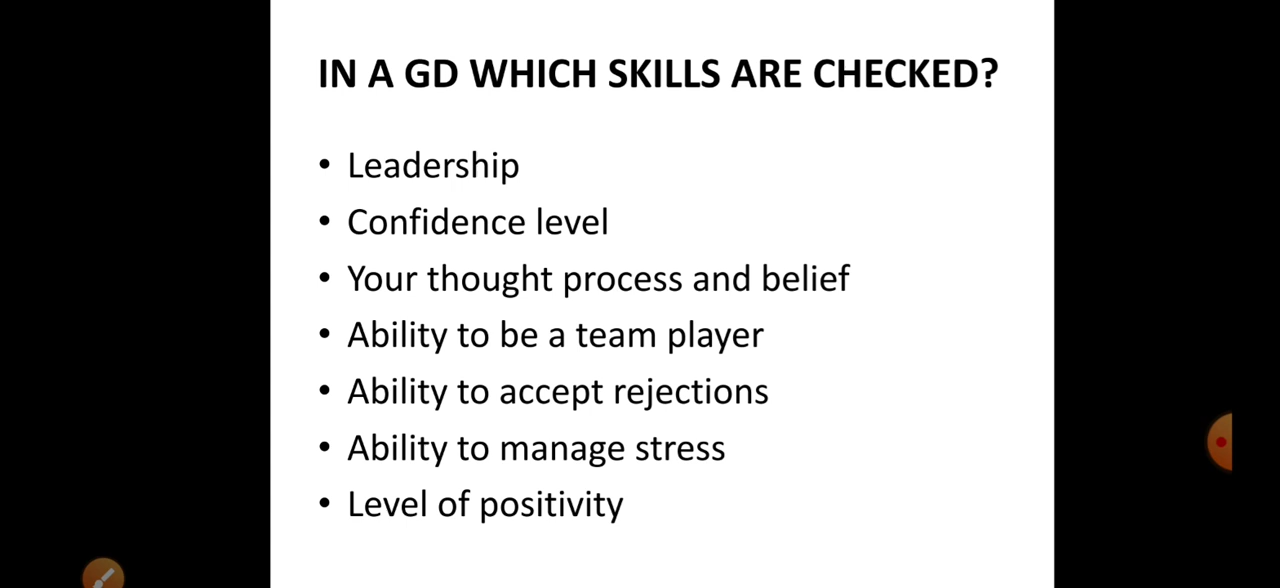 IN A GD WHICH SKILLS ARE CHECKED?
• Leadership
• Confidence level
• Your thought process and belief
• Ability to be a team player
• Ability to accept rejections
• Ability to manage stress
• Level of positivity